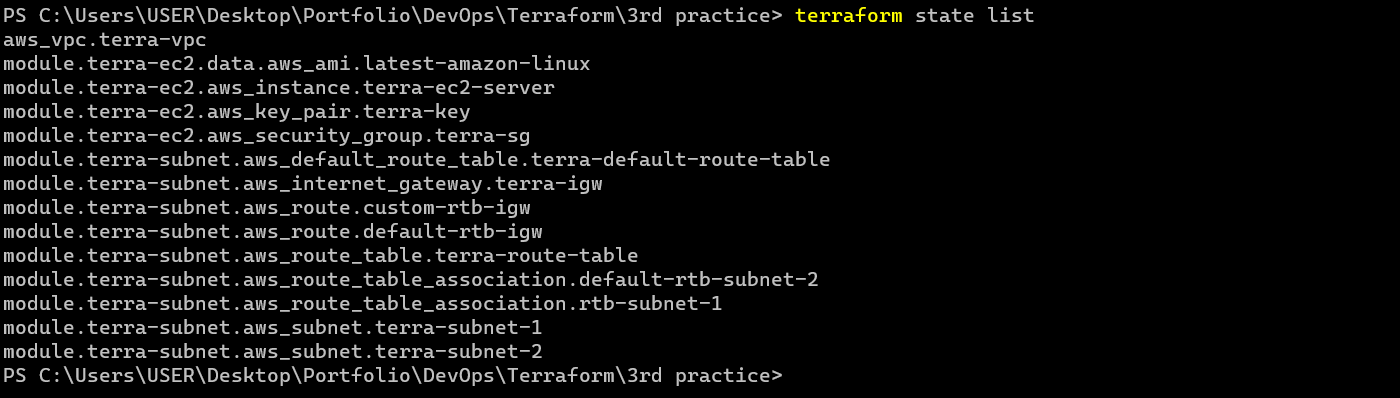 PS C:\Users\USER\Desktop\Portfolio\DevOps\Terraform\3rd practice> terraform state list
aws_vpc.terra-vpc
module.terra-ec2.data.aws_ami.latest-amazon-linux
module.terra-ec2.aws_instance.terra-ec2-server
module.terra-ec2.aws_key_pair.terra-key
module.terra-ec2.aws_security_group.terra-sg
module.terra-subnet.aws_default_route_table.terra-default-route-table
module.terra-subnet.aws_internet_gateway.terra-igw
module.terra-subnet.aws_route.custom-rtb-igw
module.terra-subnet.aws_route.default-rtb-igw
module.terra-subnet.aws_route_table.terra-route-table
module.terra-subnet.aws_route_table_association.default-rtb-subnet-2
module.terra-subnet.aws_route_table_association.rtb-subnet-1
module.terra-subnet.aws_subnet.terra-subnet-1
module.terra-subnet.aws_subnet.terra-subnet-2
PS C:\Users\USER\Desktop\Portfolio\DevOps\Terraform\3rd practice>